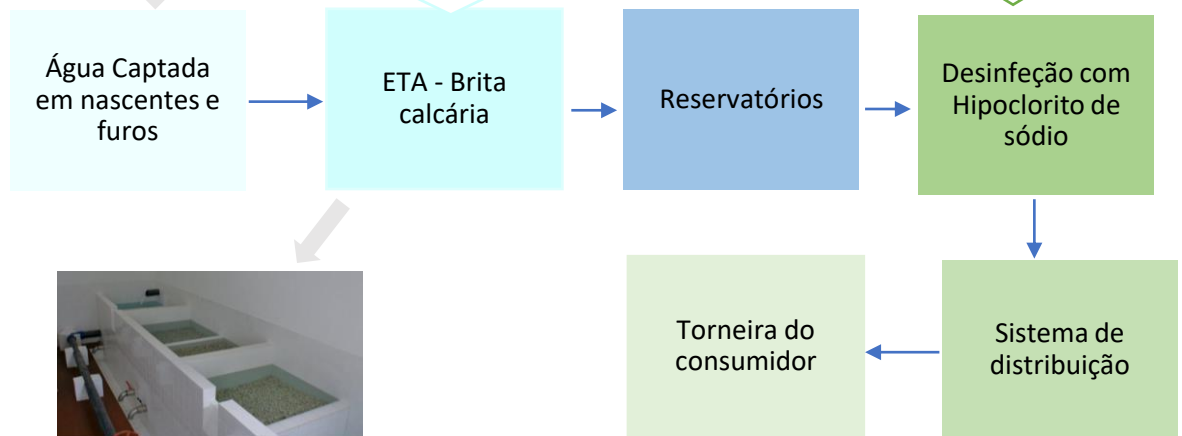 Água Captada
em nascentes e
furos
ETA - Brita
calcária
Reservatórios
Desinfeção com
Hipoclorito de
sódio
Torneira do
consumidor
Sistema de
distribuição